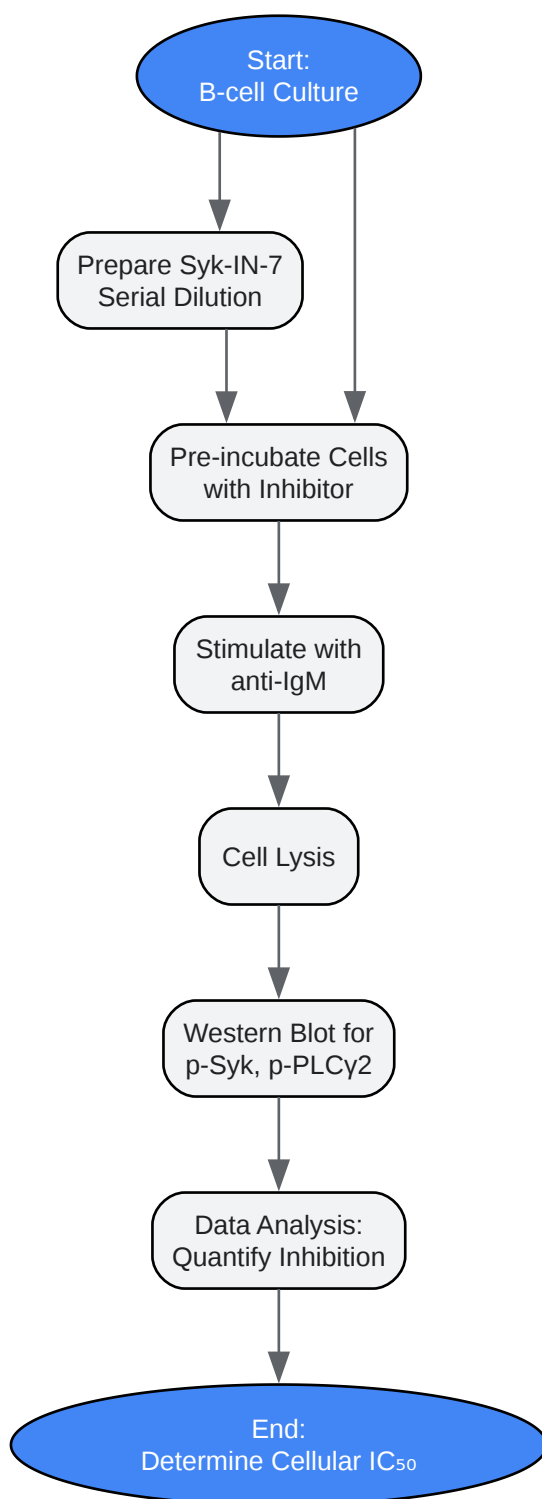 Start:
B-cell Culture
Prepare Syk-IN-7
Serial Dilution
Pre-incubate Cells
with Inhibitor
Stimulate with
anti-IgM
Cell Lysis
Western Blot for
p-Syk, p-PLCγ2
Data Analysis:
Quantify Inhibition
End:
Determine Cellular IC₅₀